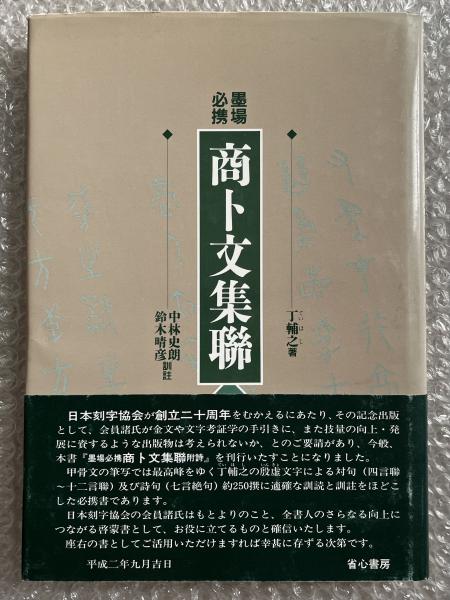 墨場
必携
商卜文集聯
丁輔之著
ていほし
中林史朗
鈴木晴彦 訓註
日本刻字協会が創立二十周年をむかえるにあたり、その記念出版
として、会員諸氏が金文や文字考証学の手引きに、また技量の向上・発
展に資するような出版物は考えられないか、とのご要請があり、今般、
本書『墨場必携商卜文集聯附詩』を刊行いたすことになりました。
甲骨文の筆写では最高峰をゆく丁輔之の殷虚文字による対句（四言聯
～十二言聯）及び詩句（七言絶句）約250撰に適確な訓読と訓註をほどこ
した必携書であります。
日本刻字協会の会員諸氏はもとよりのこと、全書人のさらなる向上に
つながる啓蒙書として、お役に立てるものと確信いたします。
座右の書としてご活用いただけますれば幸甚に存ずる次第です。
平成二年九月吉日
省心書房